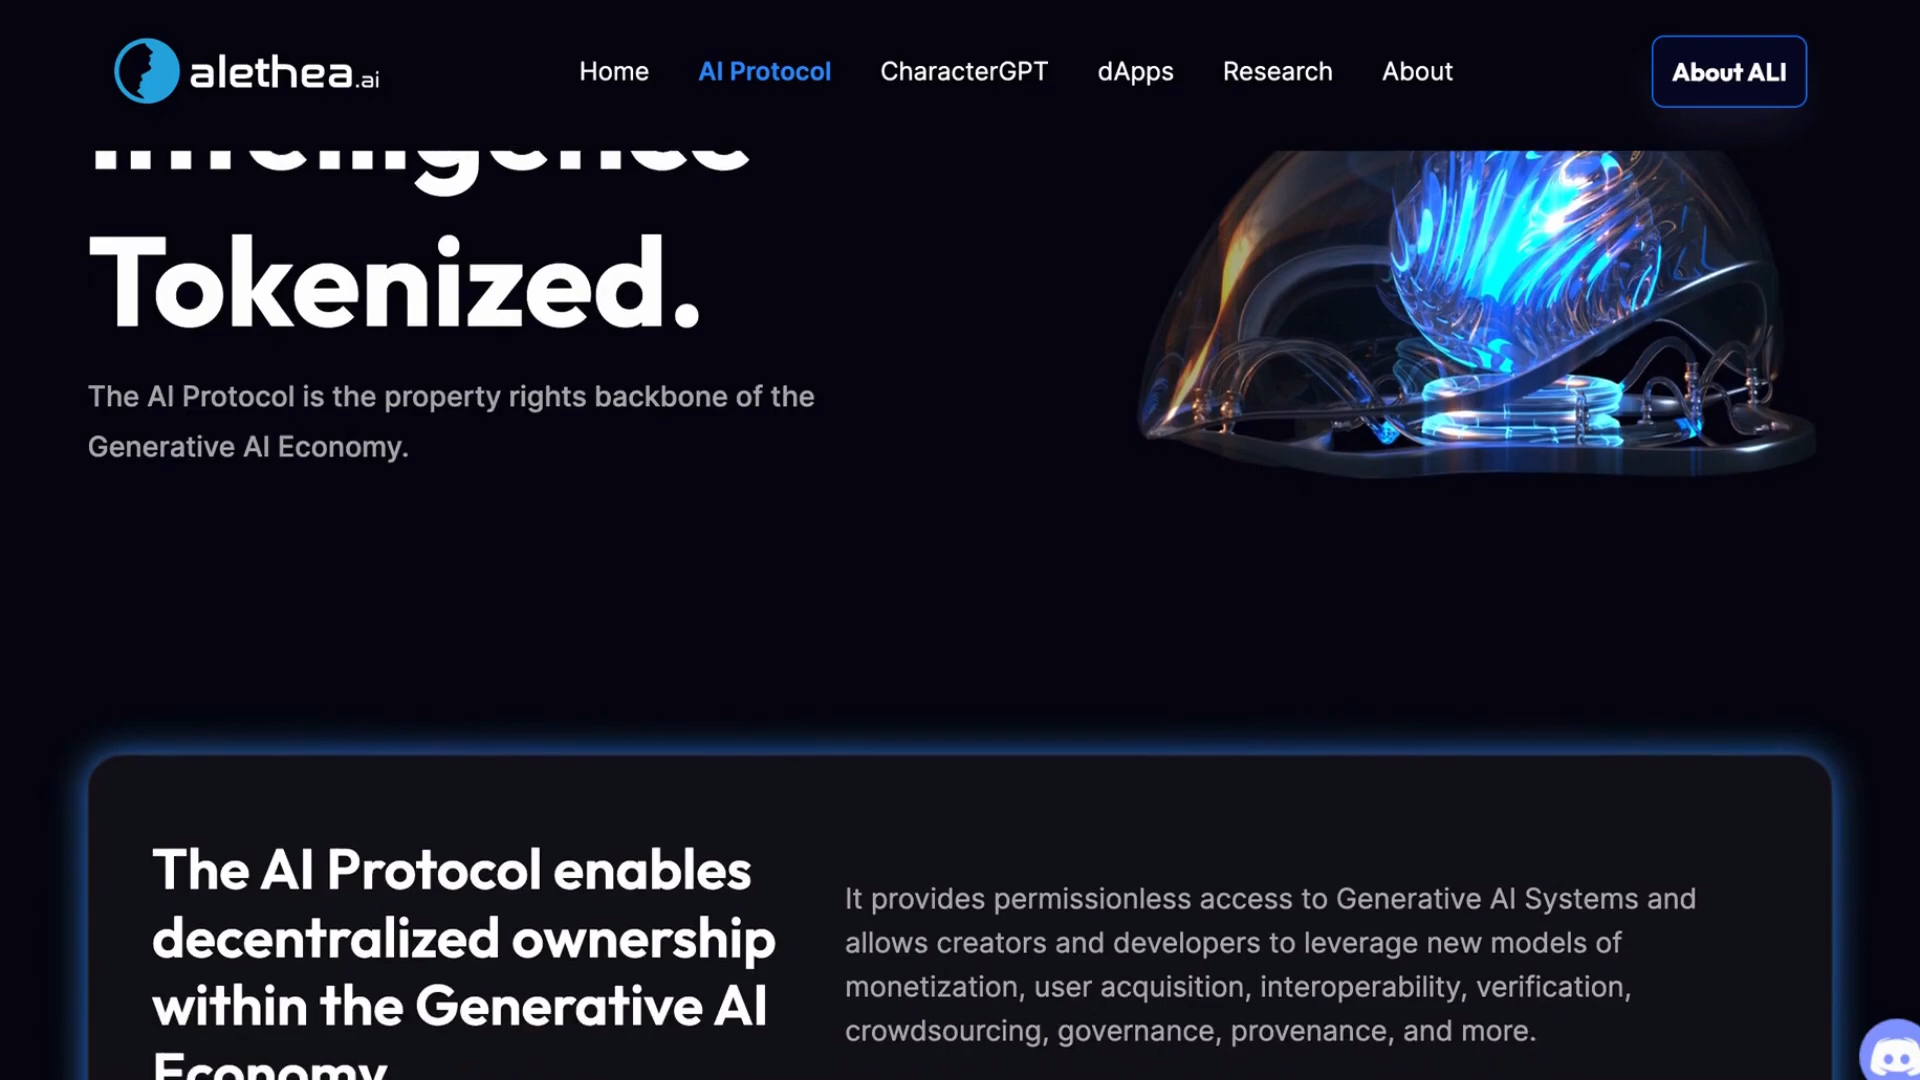 alethea.ai
Home AI Protocol CharacterGPT dApps Research About
About ALI
Intelligence
Tokenized.
The AI Protocol is the property rights backbone of the
Generative AI Economy.
The AI Protocol enables
decentralized ownership
within the Generative AI
Economy.
It provides permissionless access to Generative AI Systems and
allows creators and developers to leverage new models of
monetization, user acquisition, interoperability, verification,
crowdsourcing, governance, provenance, and more.